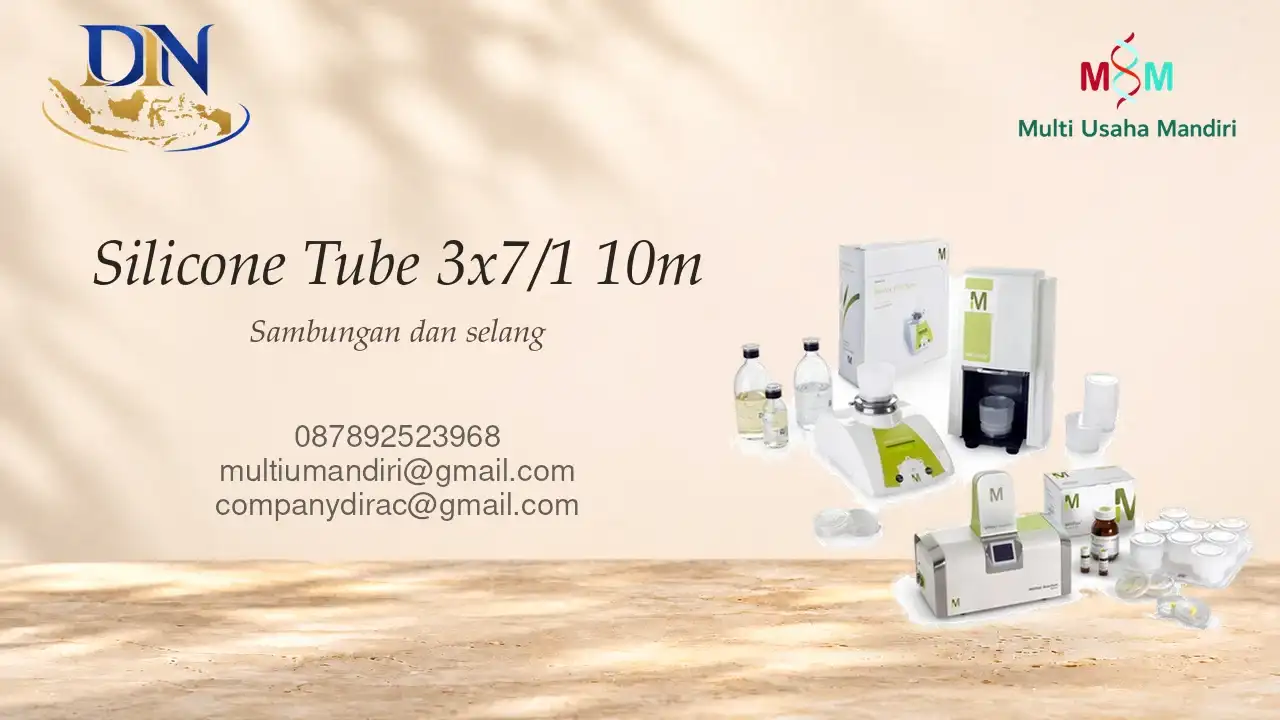 DN
M M
Multi Usaha Mandiri
Silicone Tube 3x7/1 10m
Sambungan dan selang
087892523968
multiumandiri@gmail.com
companydirac@gmail.com
M
M
M
M
M
M
M
M